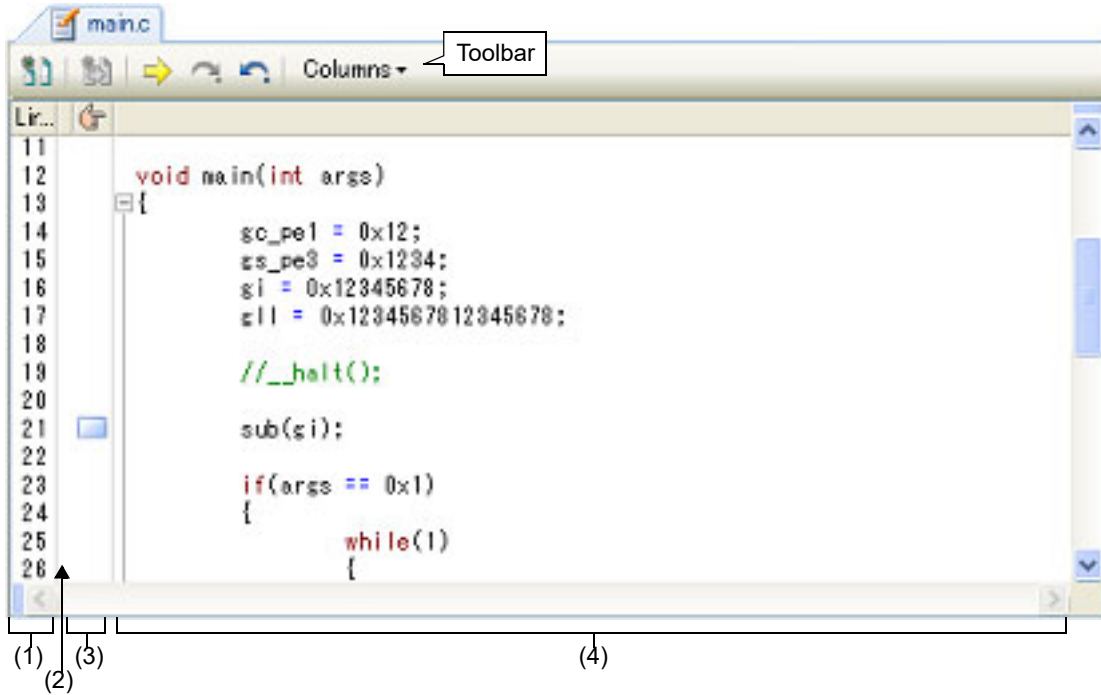 main.c
Columns
Toolbar
Lir...
11
12 void main(int args)
13 {
14 gc_pe1 = 0x12;
15 gs_pe3 = 0x1234;
16 gi = 0x12345678;
17 gll = 0x1234567812345678;
18
19 //__halt();
20
21 sub(gi);
22
23 if(args == 0x1)
24 {
25 while(1)
26 {
(1) (3) (4)
(2)